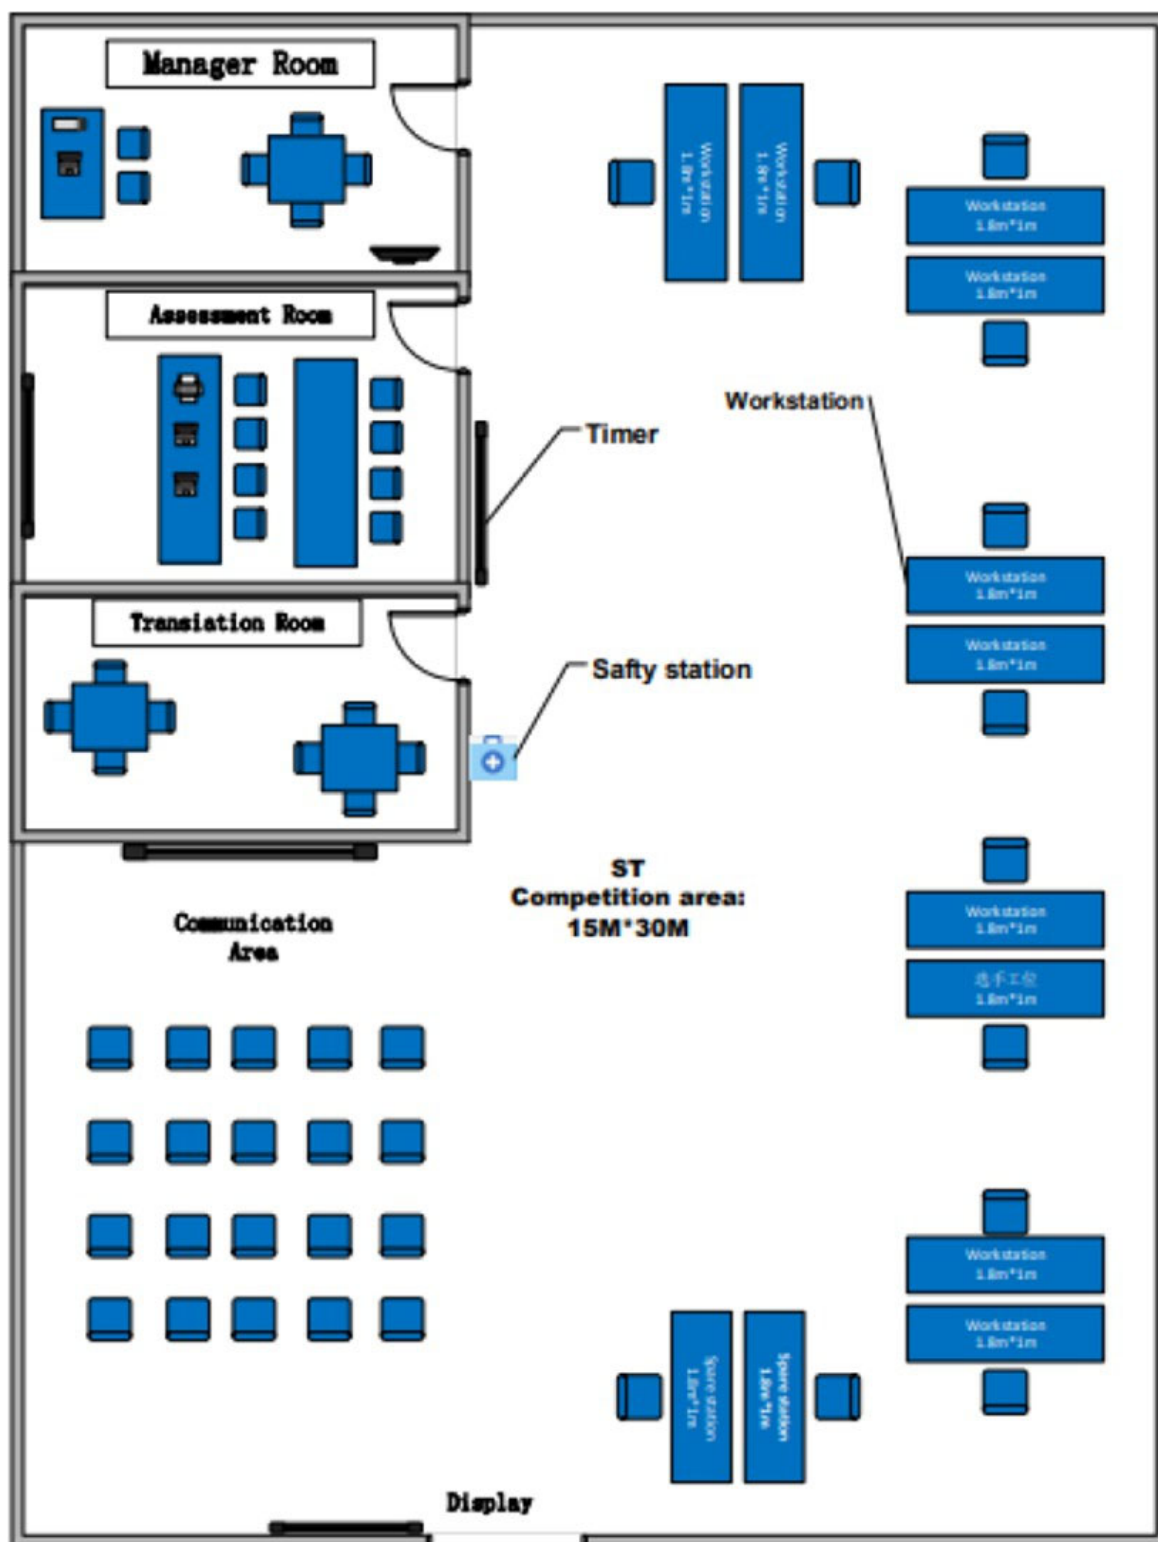 Manager Room
Workstation
1.8m*1m
Workstation
1.8m*1m
Workstation
1.8m*1m
Workstation
1.8m*1m
Assessment Room
Workstation
Timer
Workstation
1.8m*1m
Workstation
1.8m*1m
Transiation Room
Safty station
ST
Competition area:
15M*30M
Communication
Area
Workstation
1.8m*1m
选手工位
1.8m*1m
Workstation
1.8m*1m
Workstation
1.8m*1m
Spare station
1.8m*1m
Spare station
1.8m*1m
Display